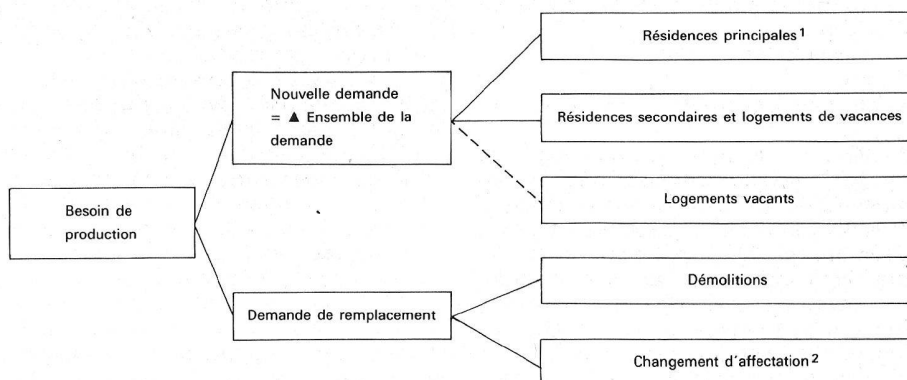 Résidences principales¹
Nouvelle demande
= ▲ Ensemble de la
demande
Résidences secondaires et logements de vacances
Logements vacants
Besoin de
production
Démolitions
Demande de remplacement
Changement d'affectation²